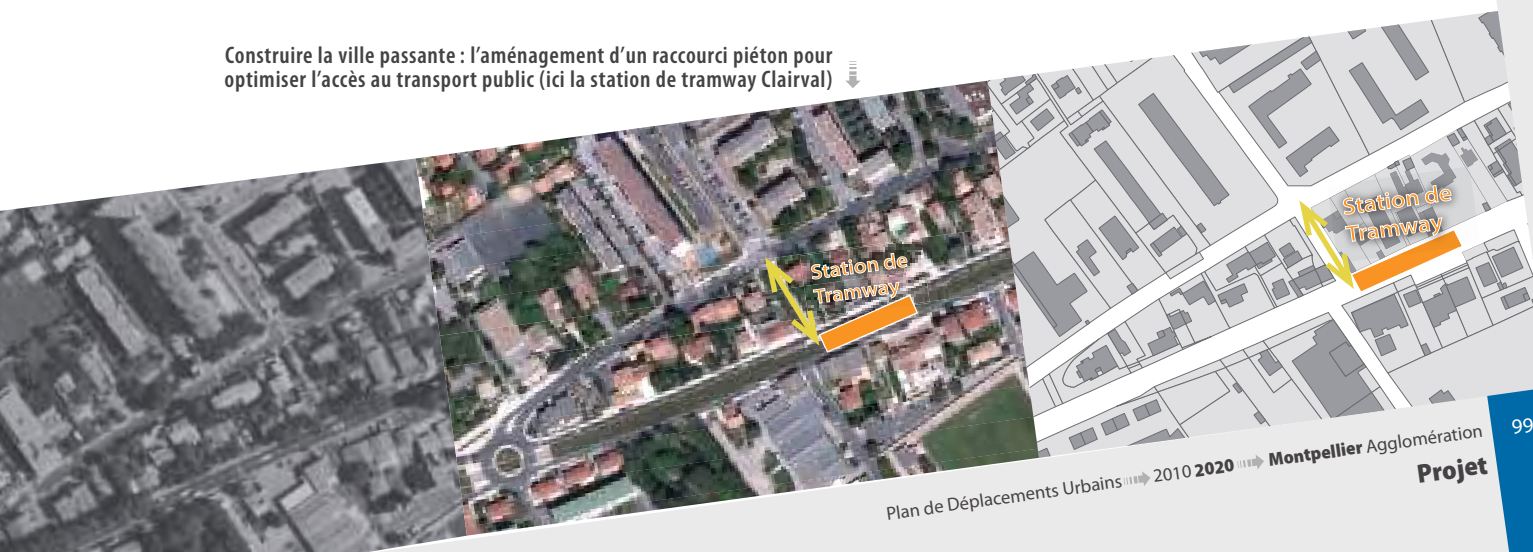 Construire la ville passante : l’aménagement d’un raccourci piéton pour
optimiser l’accès au transport public (ici la station de tramway Clairval)
Station de
Tramway
Station de
Tramway
Plan de Déplacements Urbains 2010 2020 Montpellier Agglomération
Projet
99